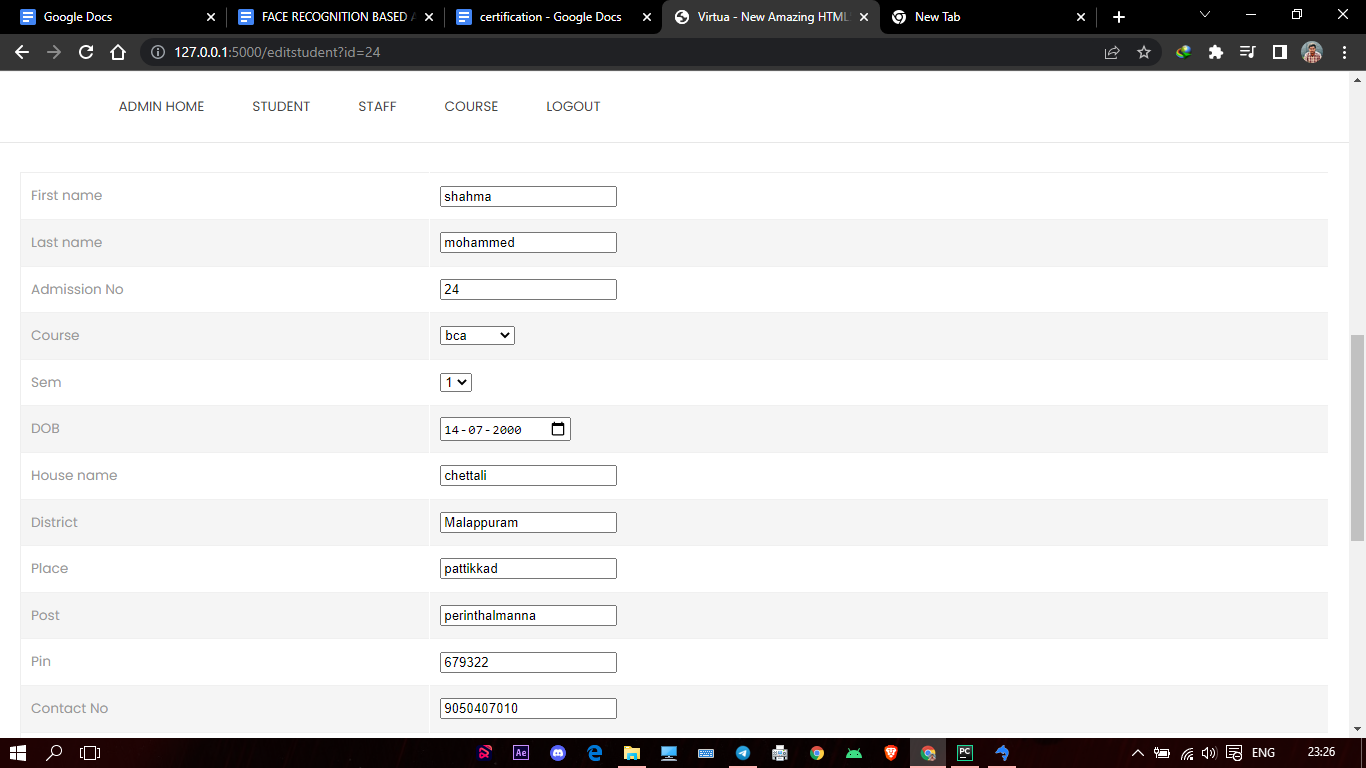 Google Docs
FACE RECOGNITION BASED
certification - Google Docs
Virtua - New Amazing HTML
New Tab
127.0.0.1:5000/editstudent?id=24
ADMIN HOME STUDENT STAFF COURSE LOGOUT
First name shahma
Last name mohammed
Admission No 24
Course bca
Sem 1
DOB 14-07-2000
House name chettali
District Malappuram
Place pattikkad
Post perinthalmanna
Pin 679322
Contact No 9050407010
Ae
PC
ENG
23:26